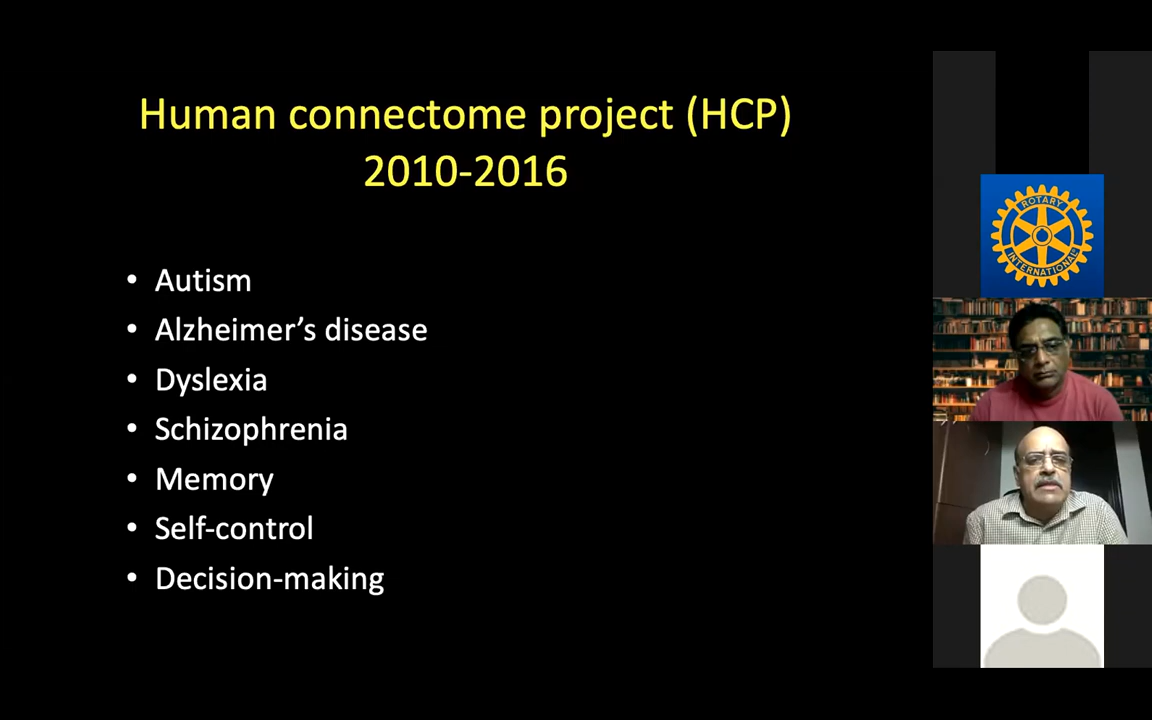 Human connectome project (HCP)
2010-2016
• Autism
• Alzheimer’s disease
• Dyslexia
• Schizophrenia
• Memory
• Self-control
• Decision-making
ROTARY
INTERNATIONAL